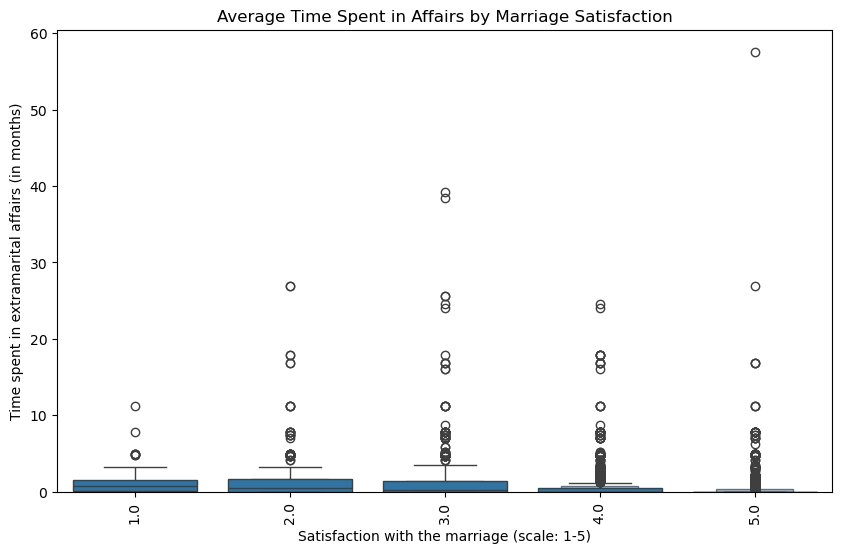 Average Time Spent in Affairs by Marriage Satisfaction
Time spent in extramarital affairs (in months)
60
50
40
30
20
10
0
1.0 2.0 3.0 4.0 5.0
Satisfaction with the marriage (scale: 1-5)